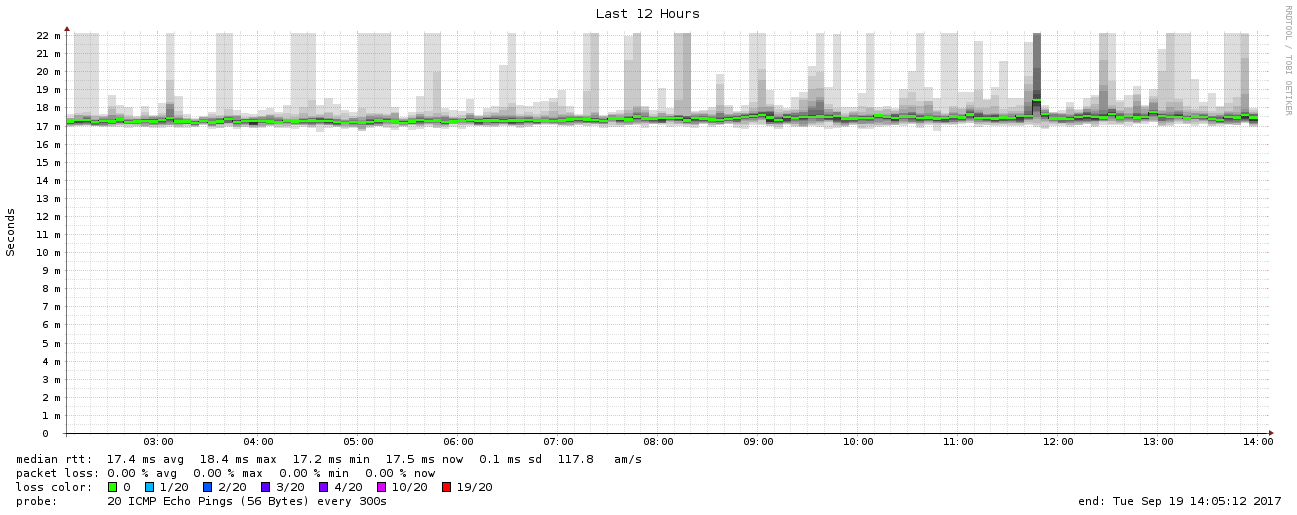 Last 12 Hours
RRDTOOL / TOBI OETIKER
Seconds
22 m
21 m
20 m
19 m
18 m
17 m
16 m
15 m
14 m
13 m
12 m
11 m
10 m
9 m
8 m
7 m
6 m
5 m
4 m
3 m
2 m
1 m
0
03:00 04:00 05:00 06:00 07:00 08:00 09:00 10:00 11:00 12:00 13:00 14:00
median rtt: 17.4 ms avg 18.4 ms max 17.2 ms min 17.5 ms now 0.1 ms sd 117.8 am/s
packet loss: 0.00 % avg 0.00 % max 0.00 % min 0.00 % now
loss color: 0 1/20 2/20 3/20 4/20 10/20 19/20
probe: 20 ICMP Echo Pings (56 Bytes) every 300s end: Tue Sep 19 14:05:12 2017